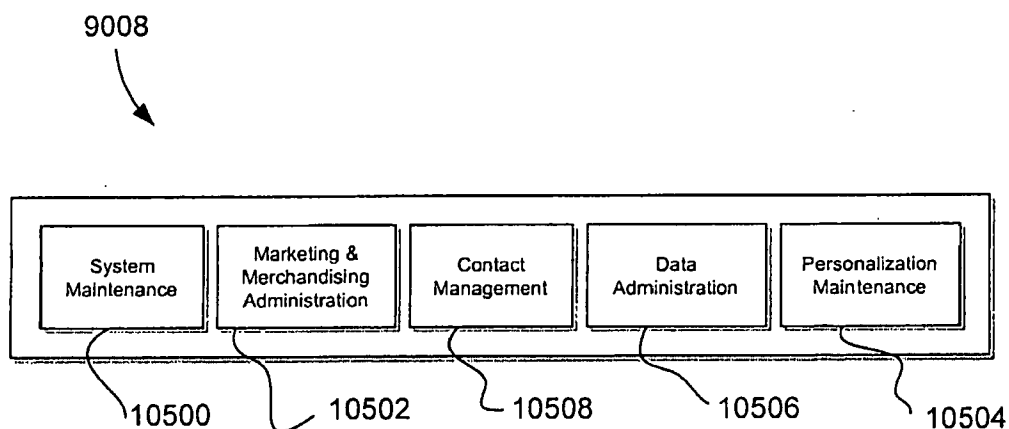 9008
System
Maintenance
Marketing &
Merchandising
Administration
Contact
Management
Data
Administration
Personalization
Maintenance
10500
10502
10508
10506
10504